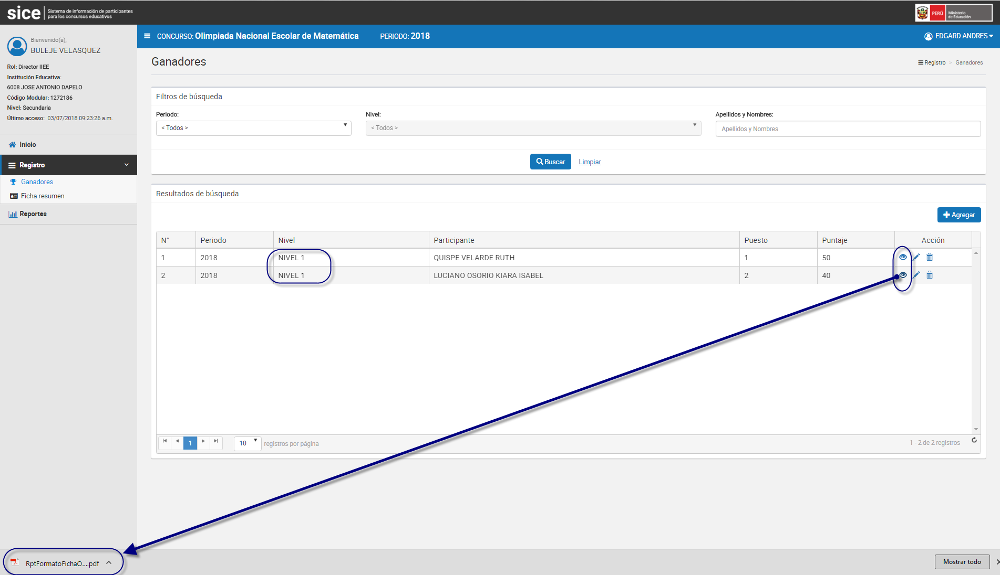 sice
Sistema de información de participantes
para los concursos educativos
PERÚ
Ministerio
de Educación
Bienvenido(a),
BULEJE VELASQUEZ
Rol: Director IIEE
Institución Educativa:
6008 JOSE ANTONIO DAPELO
Código Modular: 1272186
Nivel: Secundaria
Último acceso: 03/07/2018 09:23:26 a.m.
Inicio
Registro
Ganadores
Ficha resumen
Reportes
CONCURSO: Olimpiada Nacional Escolar de Matemática PERIODO: 2018
EDGARD ANDRES
Ganadores
Registro > Ganadores
Filtros de búsqueda
Periodo: Nivel: Apellidos y Nombres:
< Todos > < Todos > Apellidos y Nombres
Buscar Limpiar
Resultados de búsqueda
Agregar
N° Periodo Nivel Participante Puesto Puntaje Acción
1 2018 NIVEL 1 QUISPE VELARDE RUTH 1 50
2 2018 NIVEL 1 LUCIANO OSORIO KIARA ISABEL 2 40
1 10 registros por página 1 - 2 de 2 registros
RptFormatoFichaO....pdf
Mostrar todo